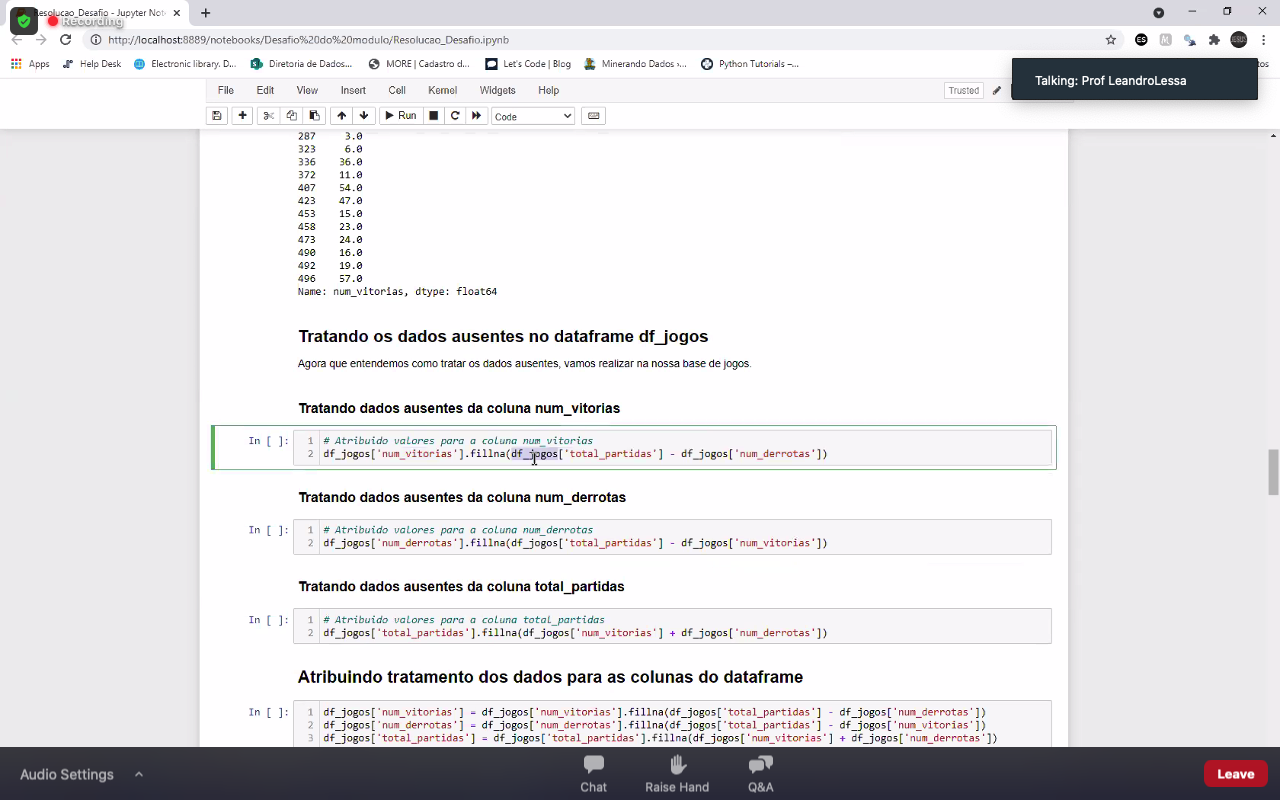 Resolucao_Desafio - Jupyter Not
Recording
http://localhost:8889/notebooks/Desafio%20do%20modulo/Resolucao_Desafio.ipynb
Apps Help Desk Electronic library. D... Diretoria de Dados... MORE | Cadastro d... Let's Code | Blog Minerando Dados ›... Python Tutorials –... tos
Talking: Prof LeandroLessa
File Edit View Insert Cell Kernel Widgets Help Trusted
Run Code
287 3.0
323 6.0
336 36.0
372 11.0
407 54.0
423 47.0
453 15.0
458 23.0
473 24.0
490 16.0
492 19.0
496 57.0
Name: num_vitorias, dtype: float64
Tratando os dados ausentes no dataframe df_jogos
Agora que entendemos como tratar os dados ausentes, vamos realizar na nossa base de jogos.
Tratando dados ausentes da coluna num_vitorias
In [ ]: 1 # Atribuido valores para a coluna num_vitorias
2 df_jogos['num_vitorias'].fillna(df_jogos['total_partidas'] - df_jogos['num_derrotas'])
Tratando dados ausentes da coluna num_derrotas
In [ ]: 1 # Atribuido valores para a coluna num_derrotas
2 df_jogos['num_derrotas'].fillna(df_jogos['total_partidas'] - df_jogos['num_vitorias'])
Tratando dados ausentes da coluna total_partidas
In [ ]: 1 # Atribuido valores para a coluna total_partidas
2 df_jogos['total_partidas'].fillna(df_jogos['num_vitorias'] + df_jogos['num_derrotas'])
Atribuindo tratamento dos dados para as colunas do dataframe
In [ ]: 1 df_jogos['num_vitorias'] = df_jogos['num_vitorias'].fillna(df_jogos['total_partidas'] - df_jogos['num_derrotas'])
2 df_jogos['num_derrotas'] = df_jogos['num_derrotas'].fillna(df_jogos['total_partidas'] - df_jogos['num_vitorias'])
3 df_jogos['total_partidas'] = df_jogos['total_partidas'].fillna(df_jogos['num_vitorias'] + df_jogos['num_derrotas'])
Audio Settings Chat Raise Hand Q&A Leave